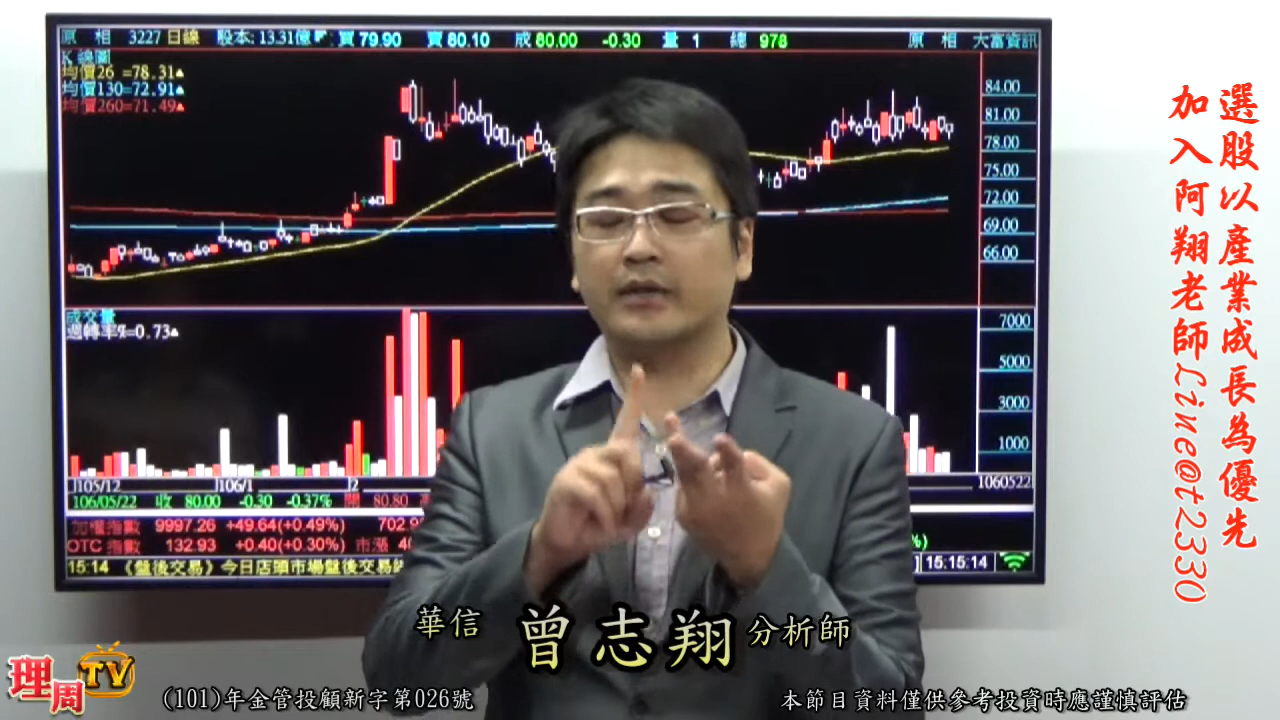 原 相 3227 日線 股本: 13.31億 買 79.90 賣 80.10 成 80.00 -0.30 量 1 總 978 原 相 大富資訊
K 線圖
均價26 =78.31
均價130=72.91
均價260=71.49
84.00
81.00
78.00
75.00
72.00
69.00
66.00
成交量
週轉率%=0.73
7000
5000
3000
1000
105/12 106/1 2 1060522
106/05/22 收 80.00 -0.30 -0.37% 開 80.80
加權指數 9997.26 +49.64(+0.49%)
OTC 指數 132.93 +0.40(+0.30%) 市漲
15:14 《盤後交易》今日店頭市場盤後交易 15:15:14
選股以產業成長為優先
加入阿翔老師Line@t2330
華信 曾志翔 分析師
理周TV
(101)年金管投顧新字第026號
本節目資料僅供參考投資時應謹慎評估